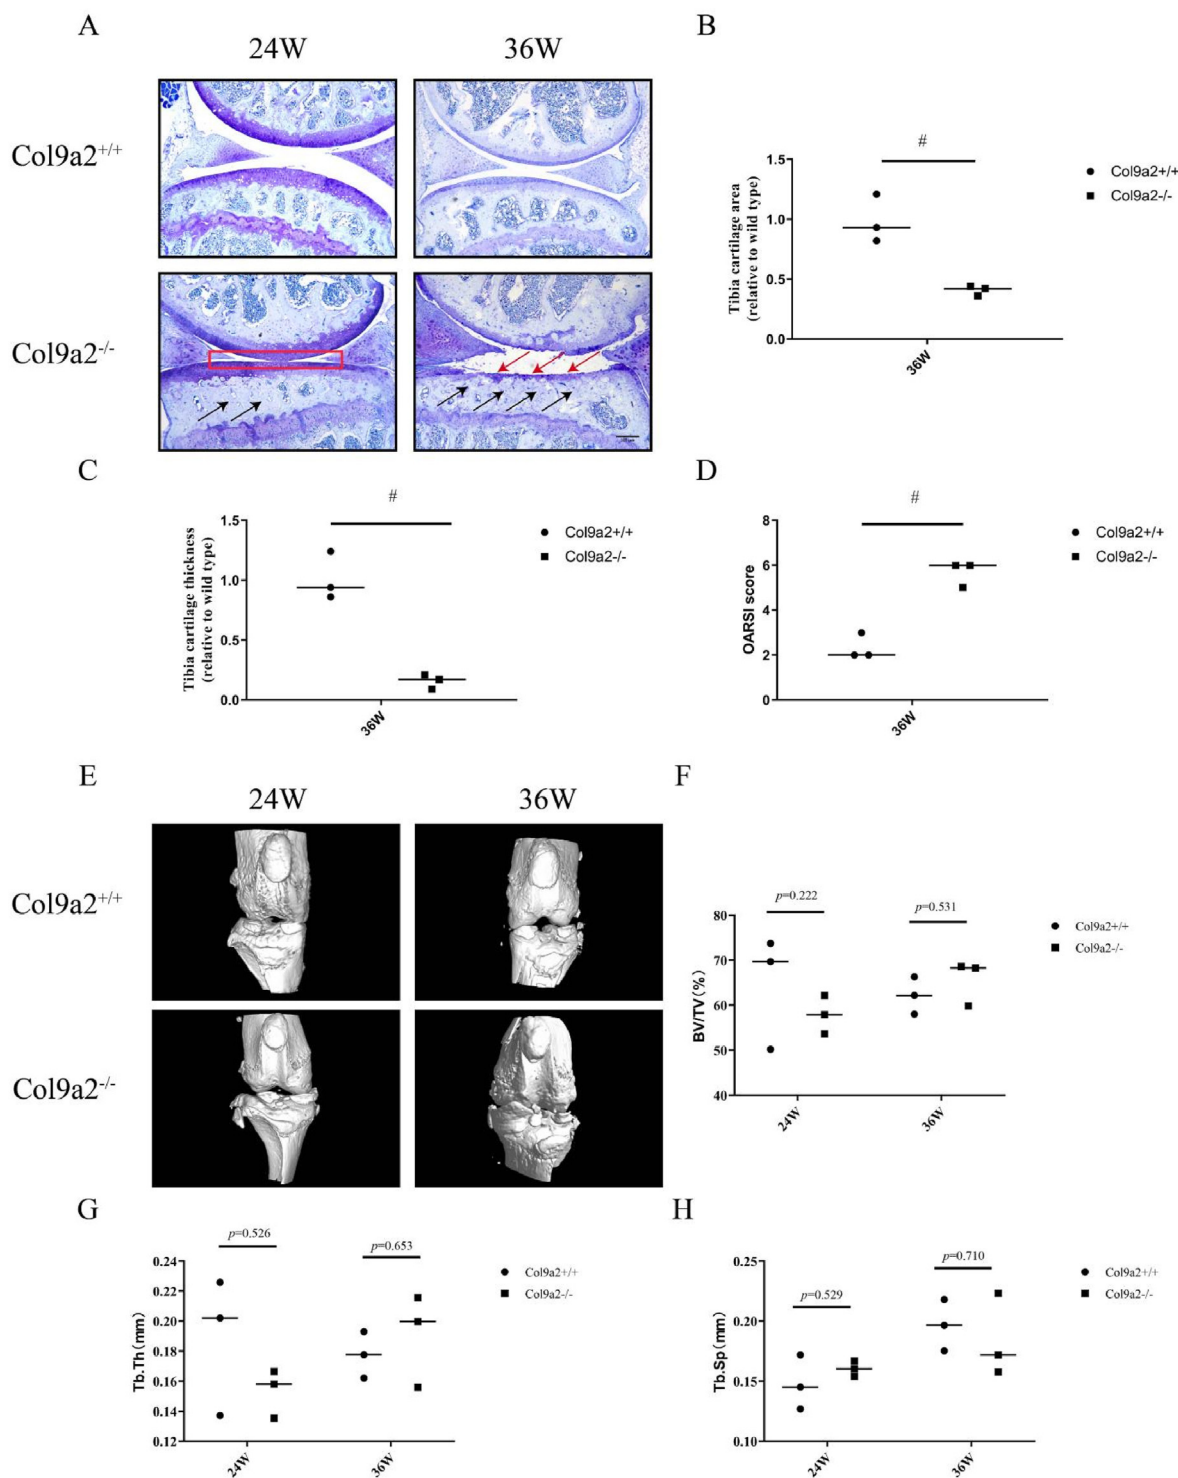 A
24W
36W
Col9a2+/+
Col9a2-/-
B
#
1.5
1.0
0.5
0.0
Tibia cartilage area
(relative to wild type)
36W
Col9a2+/+
Col9a2-/-
C
#
1.5
1.0
0.5
0.0
Tibia cartilage thickness
(relative to wild type)
36W
Col9a2+/+
Col9a2-/-
D
#
8
6
4
2
0
OARSI score
36W
Col9a2+/+
Col9a2-/-
E
24W
36W
Col9a2+/+
Col9a2-/-
F
p=0.222
p=0.531
80
70
60
50
40
BV/TV(%)
24W
36W
Col9a2+/+
Col9a2-/-
G
p=0.526
p=0.653
0.24
0.22
0.20
0.18
0.16
0.14
0.12
Tb.Th(mm)
24W
36W
Col9a2+/+
Col9a2-/-
H
p=0.529
p=0.710
0.25
0.20
0.15
0.10
Tb.Sp(mm)
24W
36W
Col9a2+/+
Col9a2-/-